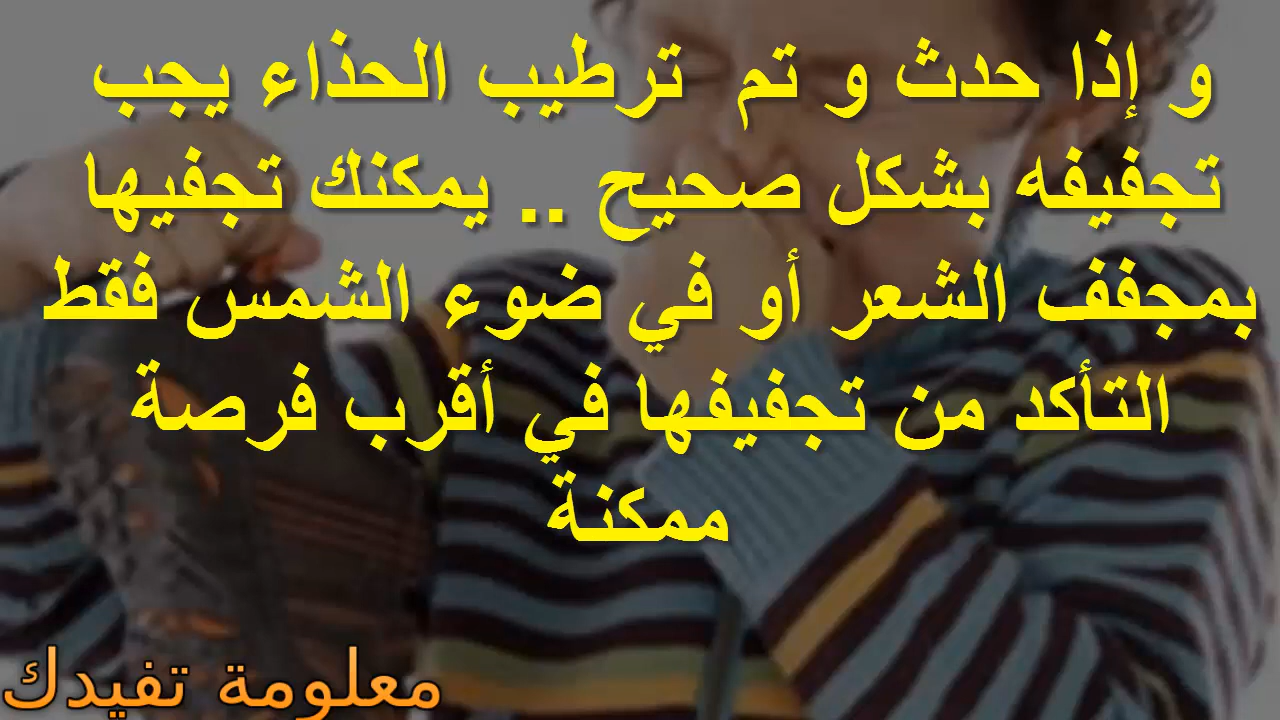 و إذا حدث و تم ترطيب الحذاء يجب
تجفيفه بشكل صحيح .. يمكنك تجفيها
بمجفف الشعر أو في ضوء الشمس فقط
التأكد من تجفيفها في أقرب فرصة
ممكنة
معلومة تفيدك